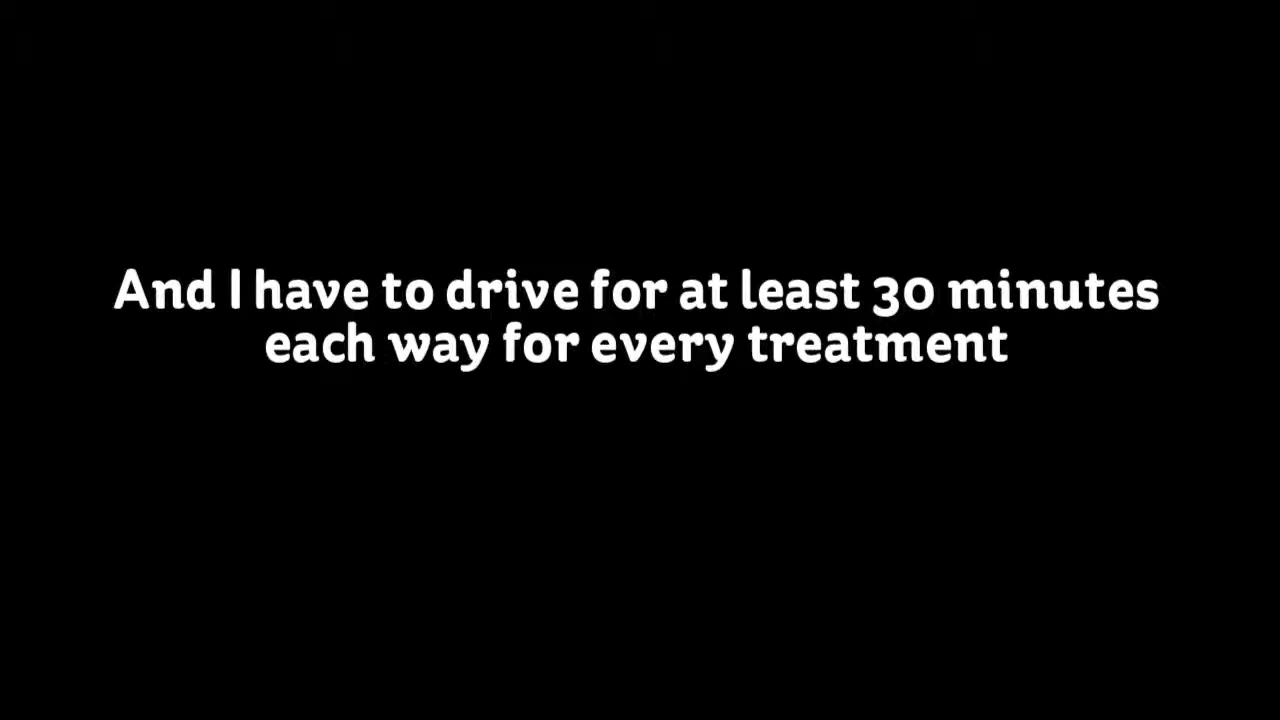 And I have to drive for at least 30 minutes
each way for every treatment